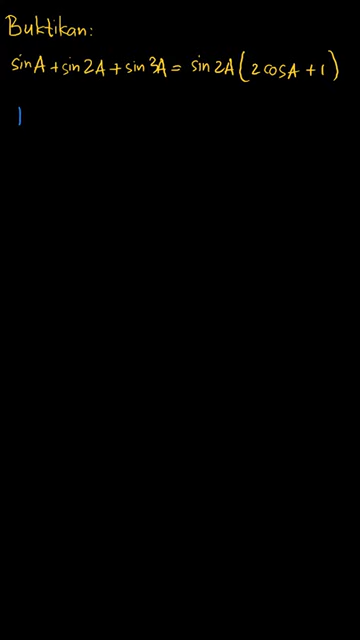 Buktikan:
sin A + sin 2A + sin 3A = sin 2A (2 cos A + 1)